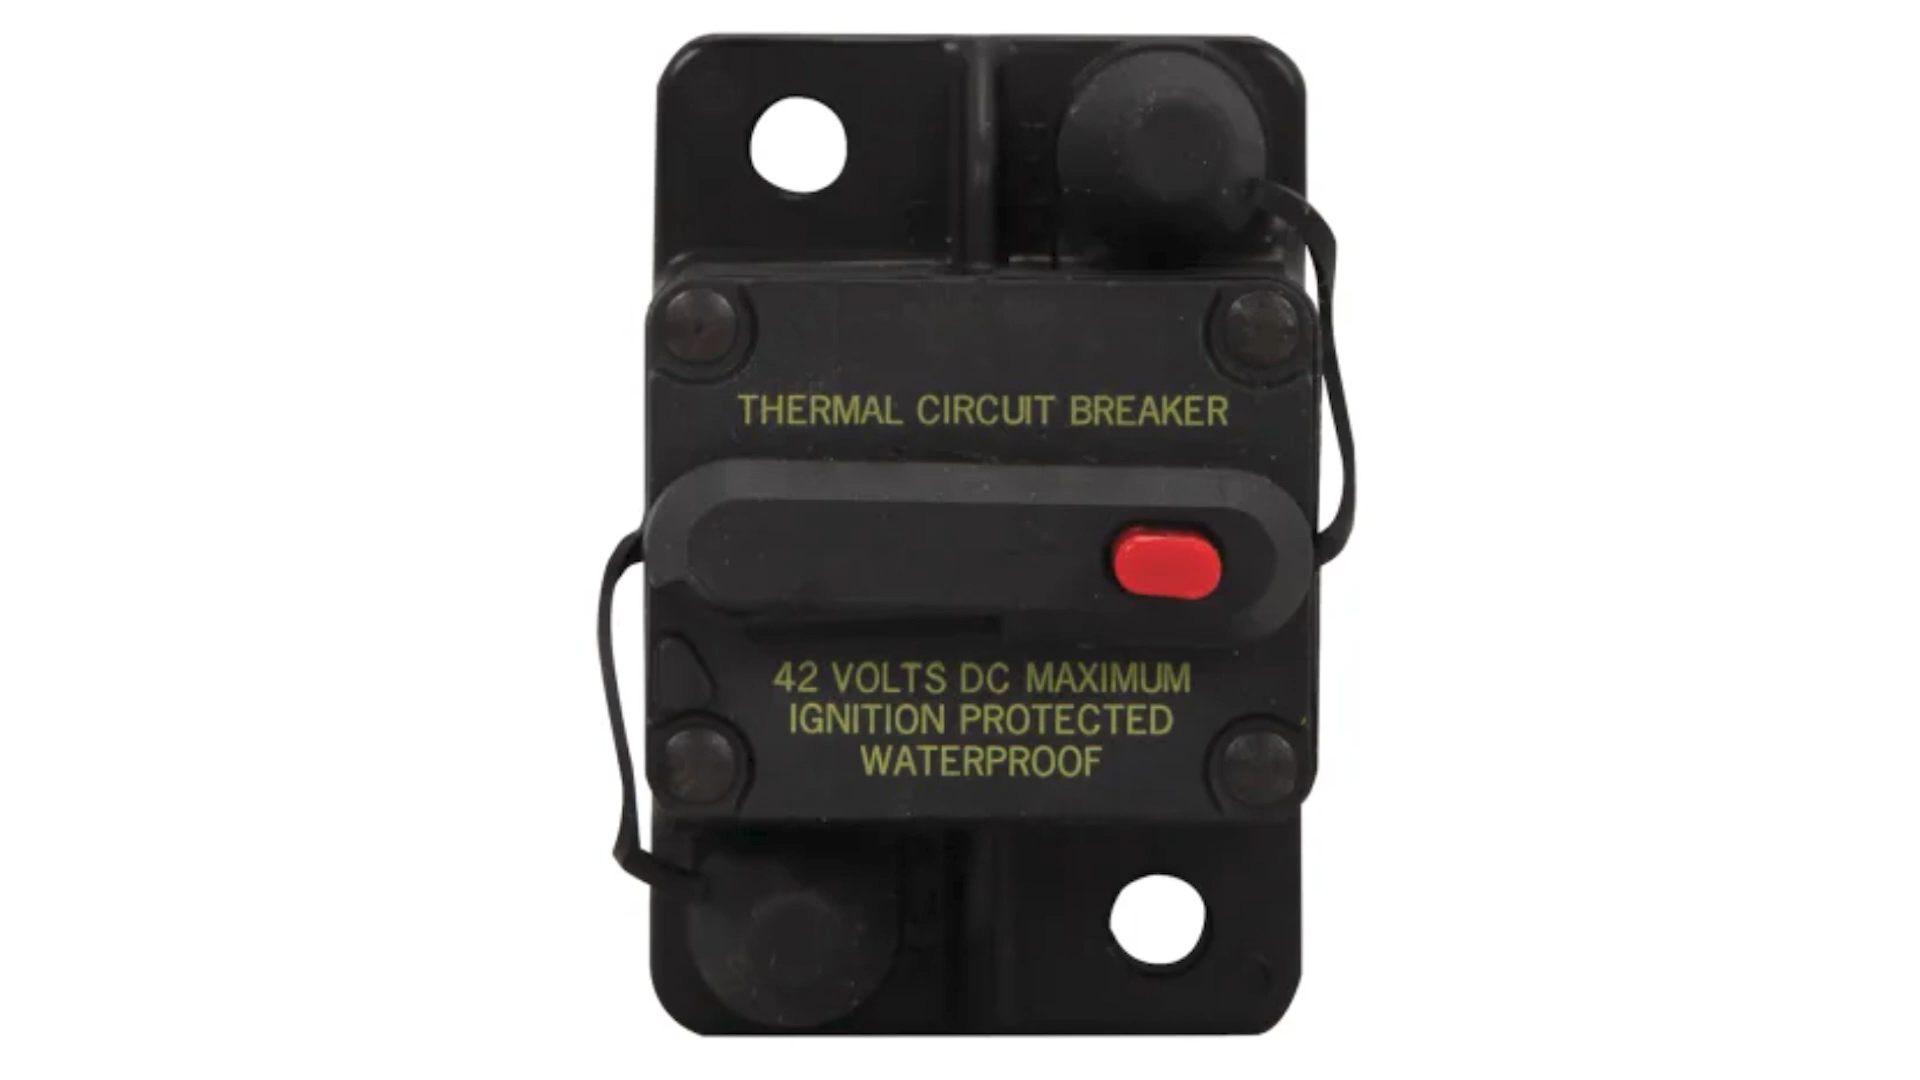 THERMAL CIRCUIT BREAKER
42 VOLTS DC MAXIMUM
IGNITION PROTECTED
WATERPROOF